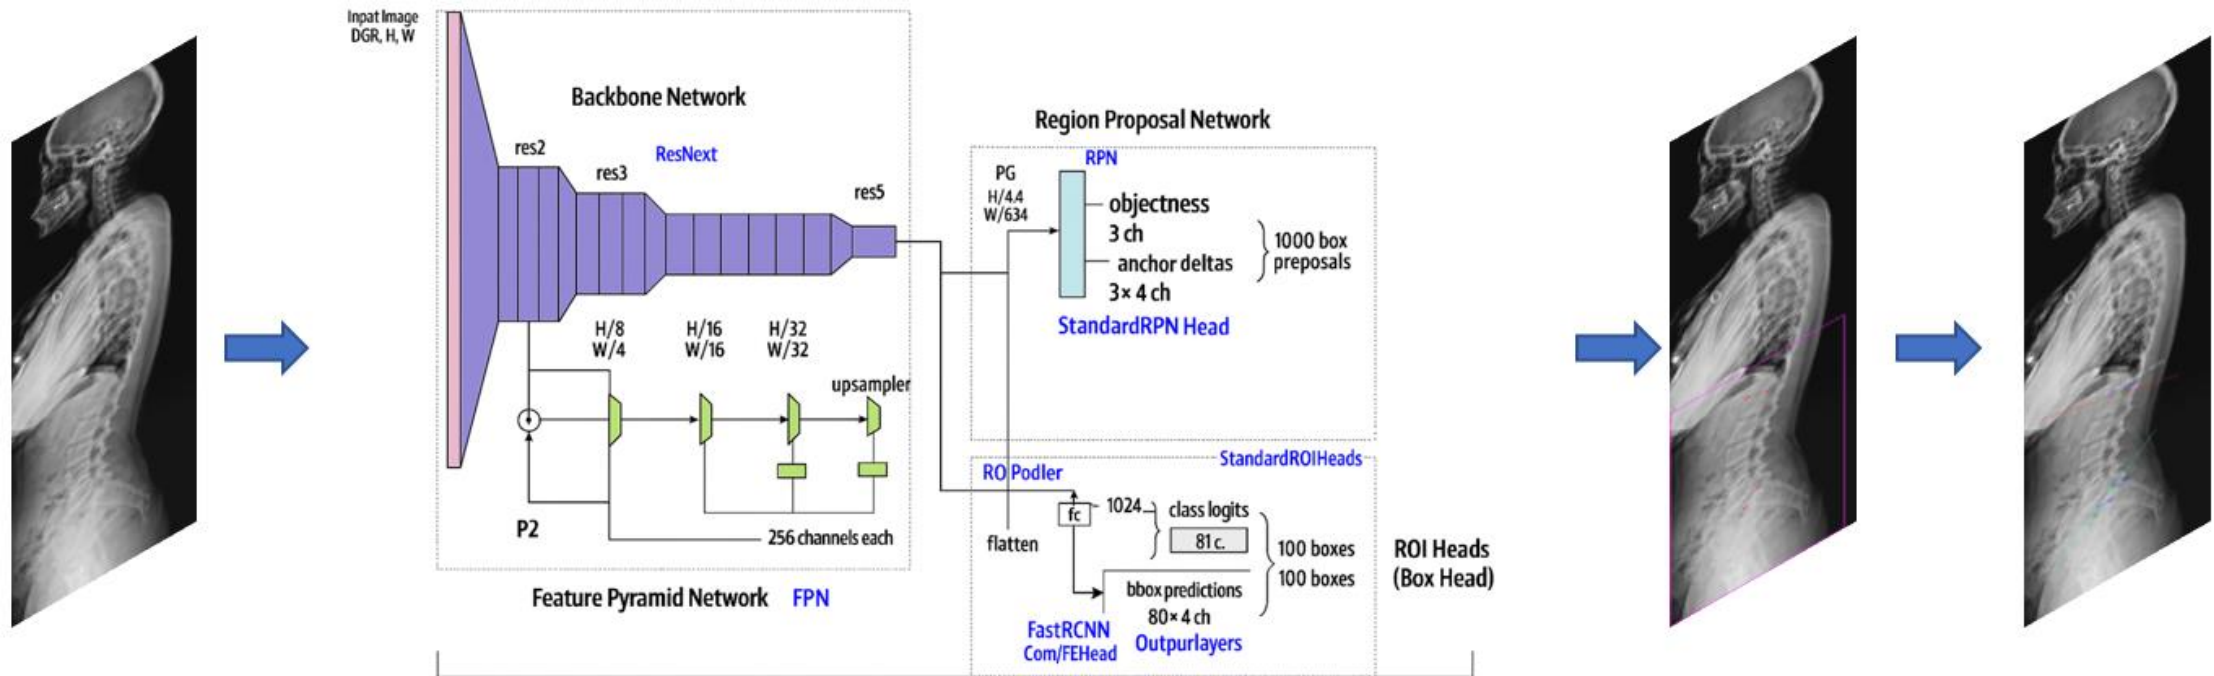 Inpat Image
DGR, H, W
Backbone Network
ResNext
res2
res3
res5
H/8
W/4
H/16
W/16
H/32
W/32
upsampler
P2
256 channels each
Feature Pyramid Network FPN
Region Proposal Network
RPN
PG
H/4.4
W/634
objectness
3 ch
anchor deltas
3× 4 ch
1000 box
preposals
StandardRPN Head
StandardROIHeads
RO Podler
fc
1024
class logits
81 c.
flatten
100 boxes
100 boxes
bbox predictions
80× 4 ch
FastRCNN
Com/FEHead
Outpurlayers
ROI Heads
(Box Head)